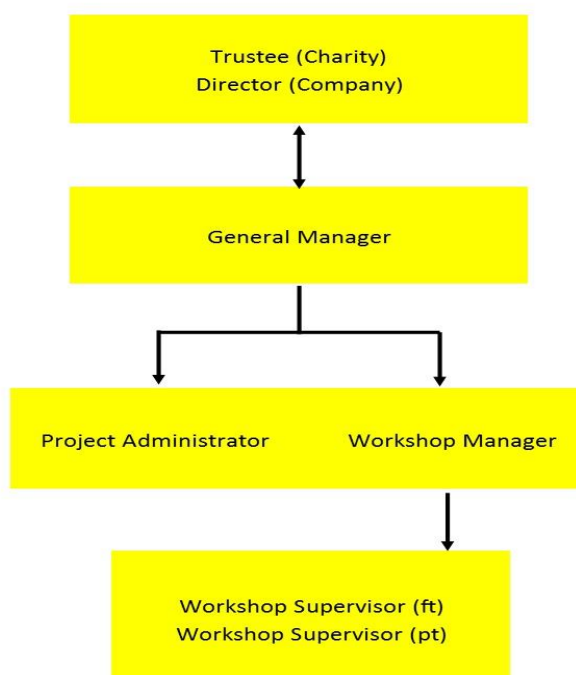 Trustee (Charity)
Director (Company)
General Manager
Project Administrator
Workshop Manager
Workshop Supervisor (ft)
Workshop Supervisor (pt)